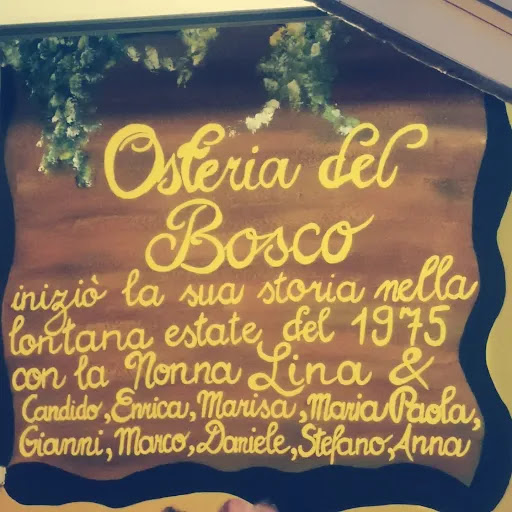 Osteria del
Bosco
iniziò la sua storia nella
lontana estate del 1975
con la Nonna Lina &
Candido, Enrica, Marisa, Maria Paola,
Gianni, Marco, Daniele, Stefano, Anna